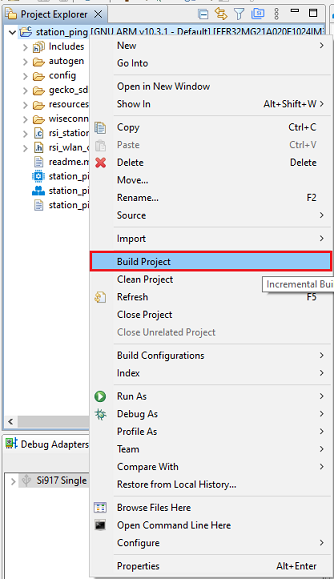 Project Explorer
station_ping [GNU ARM v10.3.1 - Default] [EFR32MG21A020F1024IM]
Includes
autogen
config
gecko_sd
resources
wiseconn
rsi_station
rsi_wlan_c
readme.m
station_pi
station_pi
station_pi
New
Go Into
Open in New Window
Show In Alt+Shift+W >
Copy Ctrl+C
Paste Ctrl+V
Delete Delete
Move...
Rename... F2
Source
Import
Build Project
Incremental Bui
Clean Project
Refresh F5
Close Project
Close Unrelated Project
Build Configurations
Index
Run As
Debug As
Profile As
Team
Compare With
Restore from Local History...
Debug Adapters
Si917 Single
Browse Files Here
Open Command Line Here
Configure
Properties Alt+Enter